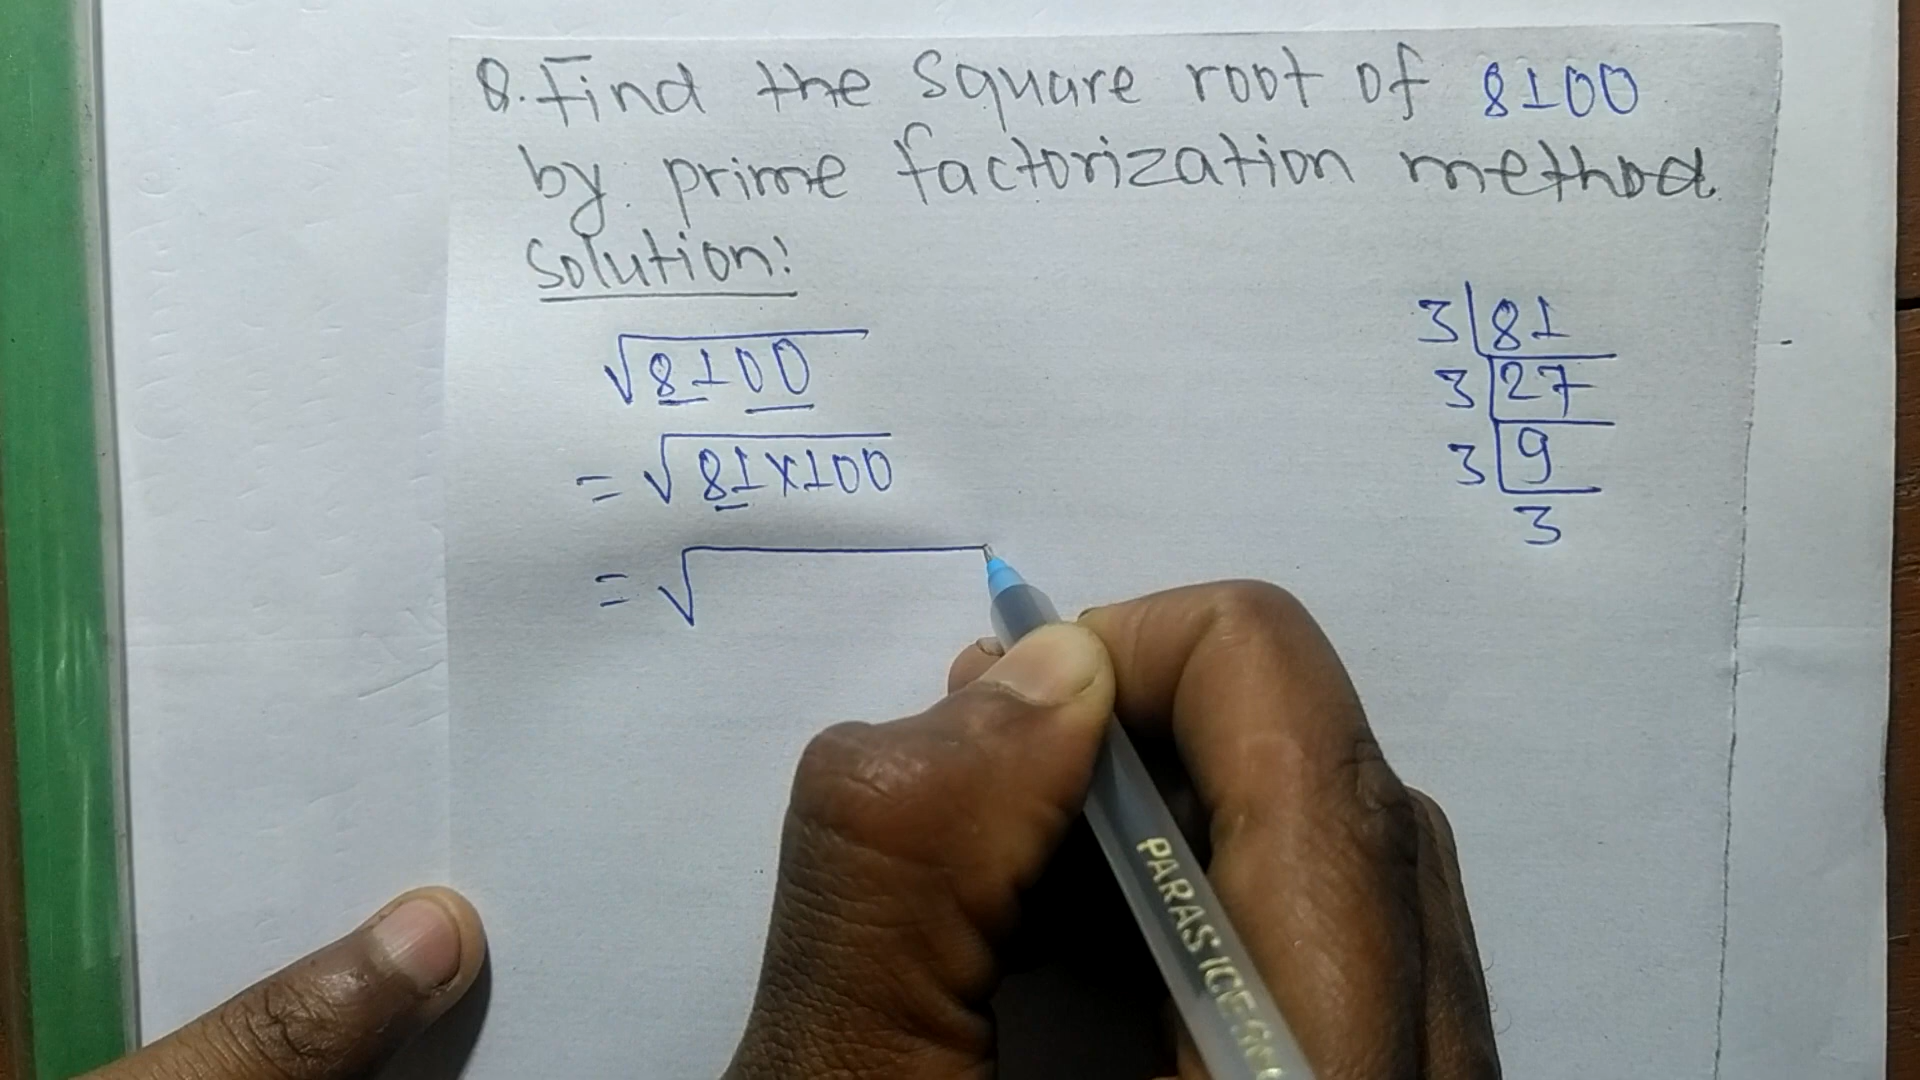 Q. Find the square root of 8100
by prime factorization method.
Solution:
√8100
= √81×100
= √
3|81
3|27
3|9
3
PARAS ICE